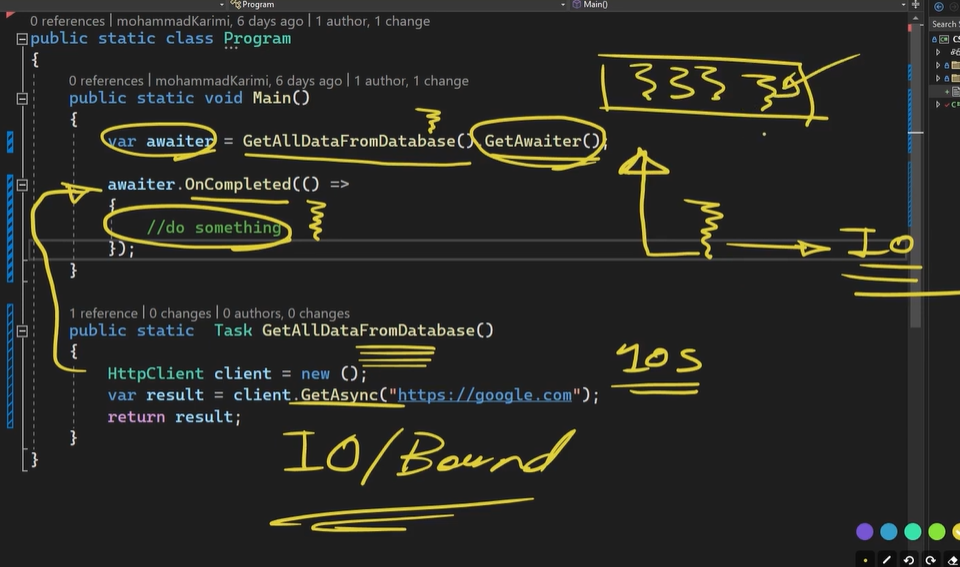 Program
Main()
0 references | mohammadKarimi, 6 days ago | 1 author, 1 change
public static class Program
{
0 references | mohammadKarimi, 6 days ago | 1 author, 1 change
public static void Main()
{
var awaiter = GetAllDataFromDatabase().GetAwaiter();
awaiter.OnCompleted(() =>
{
//do something
});
}
IO
1 reference | 0 changes | 0 authors, 0 changes
public static  Task GetAllDataFromDatabase()
{
HttpClient client = new ();
var result = client.GetAsync("https://google.com");
return result;
}
}
10s
IO/Bound
Search S